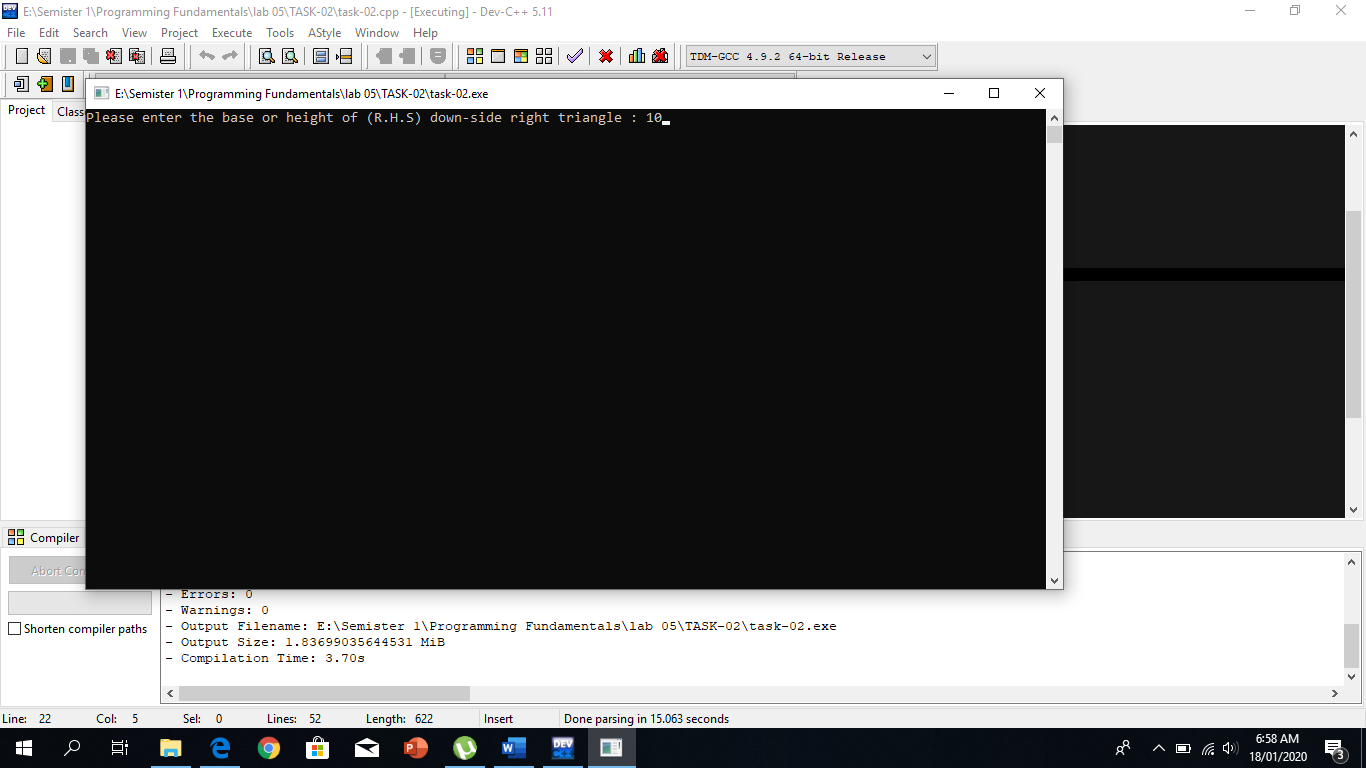 E:\Semister 1\Programming Fundamentals\lab 05\TASK-02\task-02.cpp - [Executing] - Dev-C++ 5.11
File Edit Search View Project Execute Tools AStyle Window Help
TDM-GCC 4.9.2 64-bit Release
E:\Semister 1\Programming Fundamentals\lab 05\TASK-02\task-02.exe
Project Class
Please enter the base or height of (R.H.S) down-side right triangle : 10
Compiler
Abort Con
- Errors: 0
- Warnings: 0
- Output Filename: E:\Semister 1\Programming Fundamentals\lab 05\TASK-02\task-02.exe
- Output Size: 1.83699035644531 MiB
- Compilation Time: 3.70s
Shorten compiler paths
Line: 22 Col: 5 Sel: 0 Lines: 52 Length: 622 Insert Done parsing in 15.063 seconds
DEV
6:58 AM
18/01/2020
3